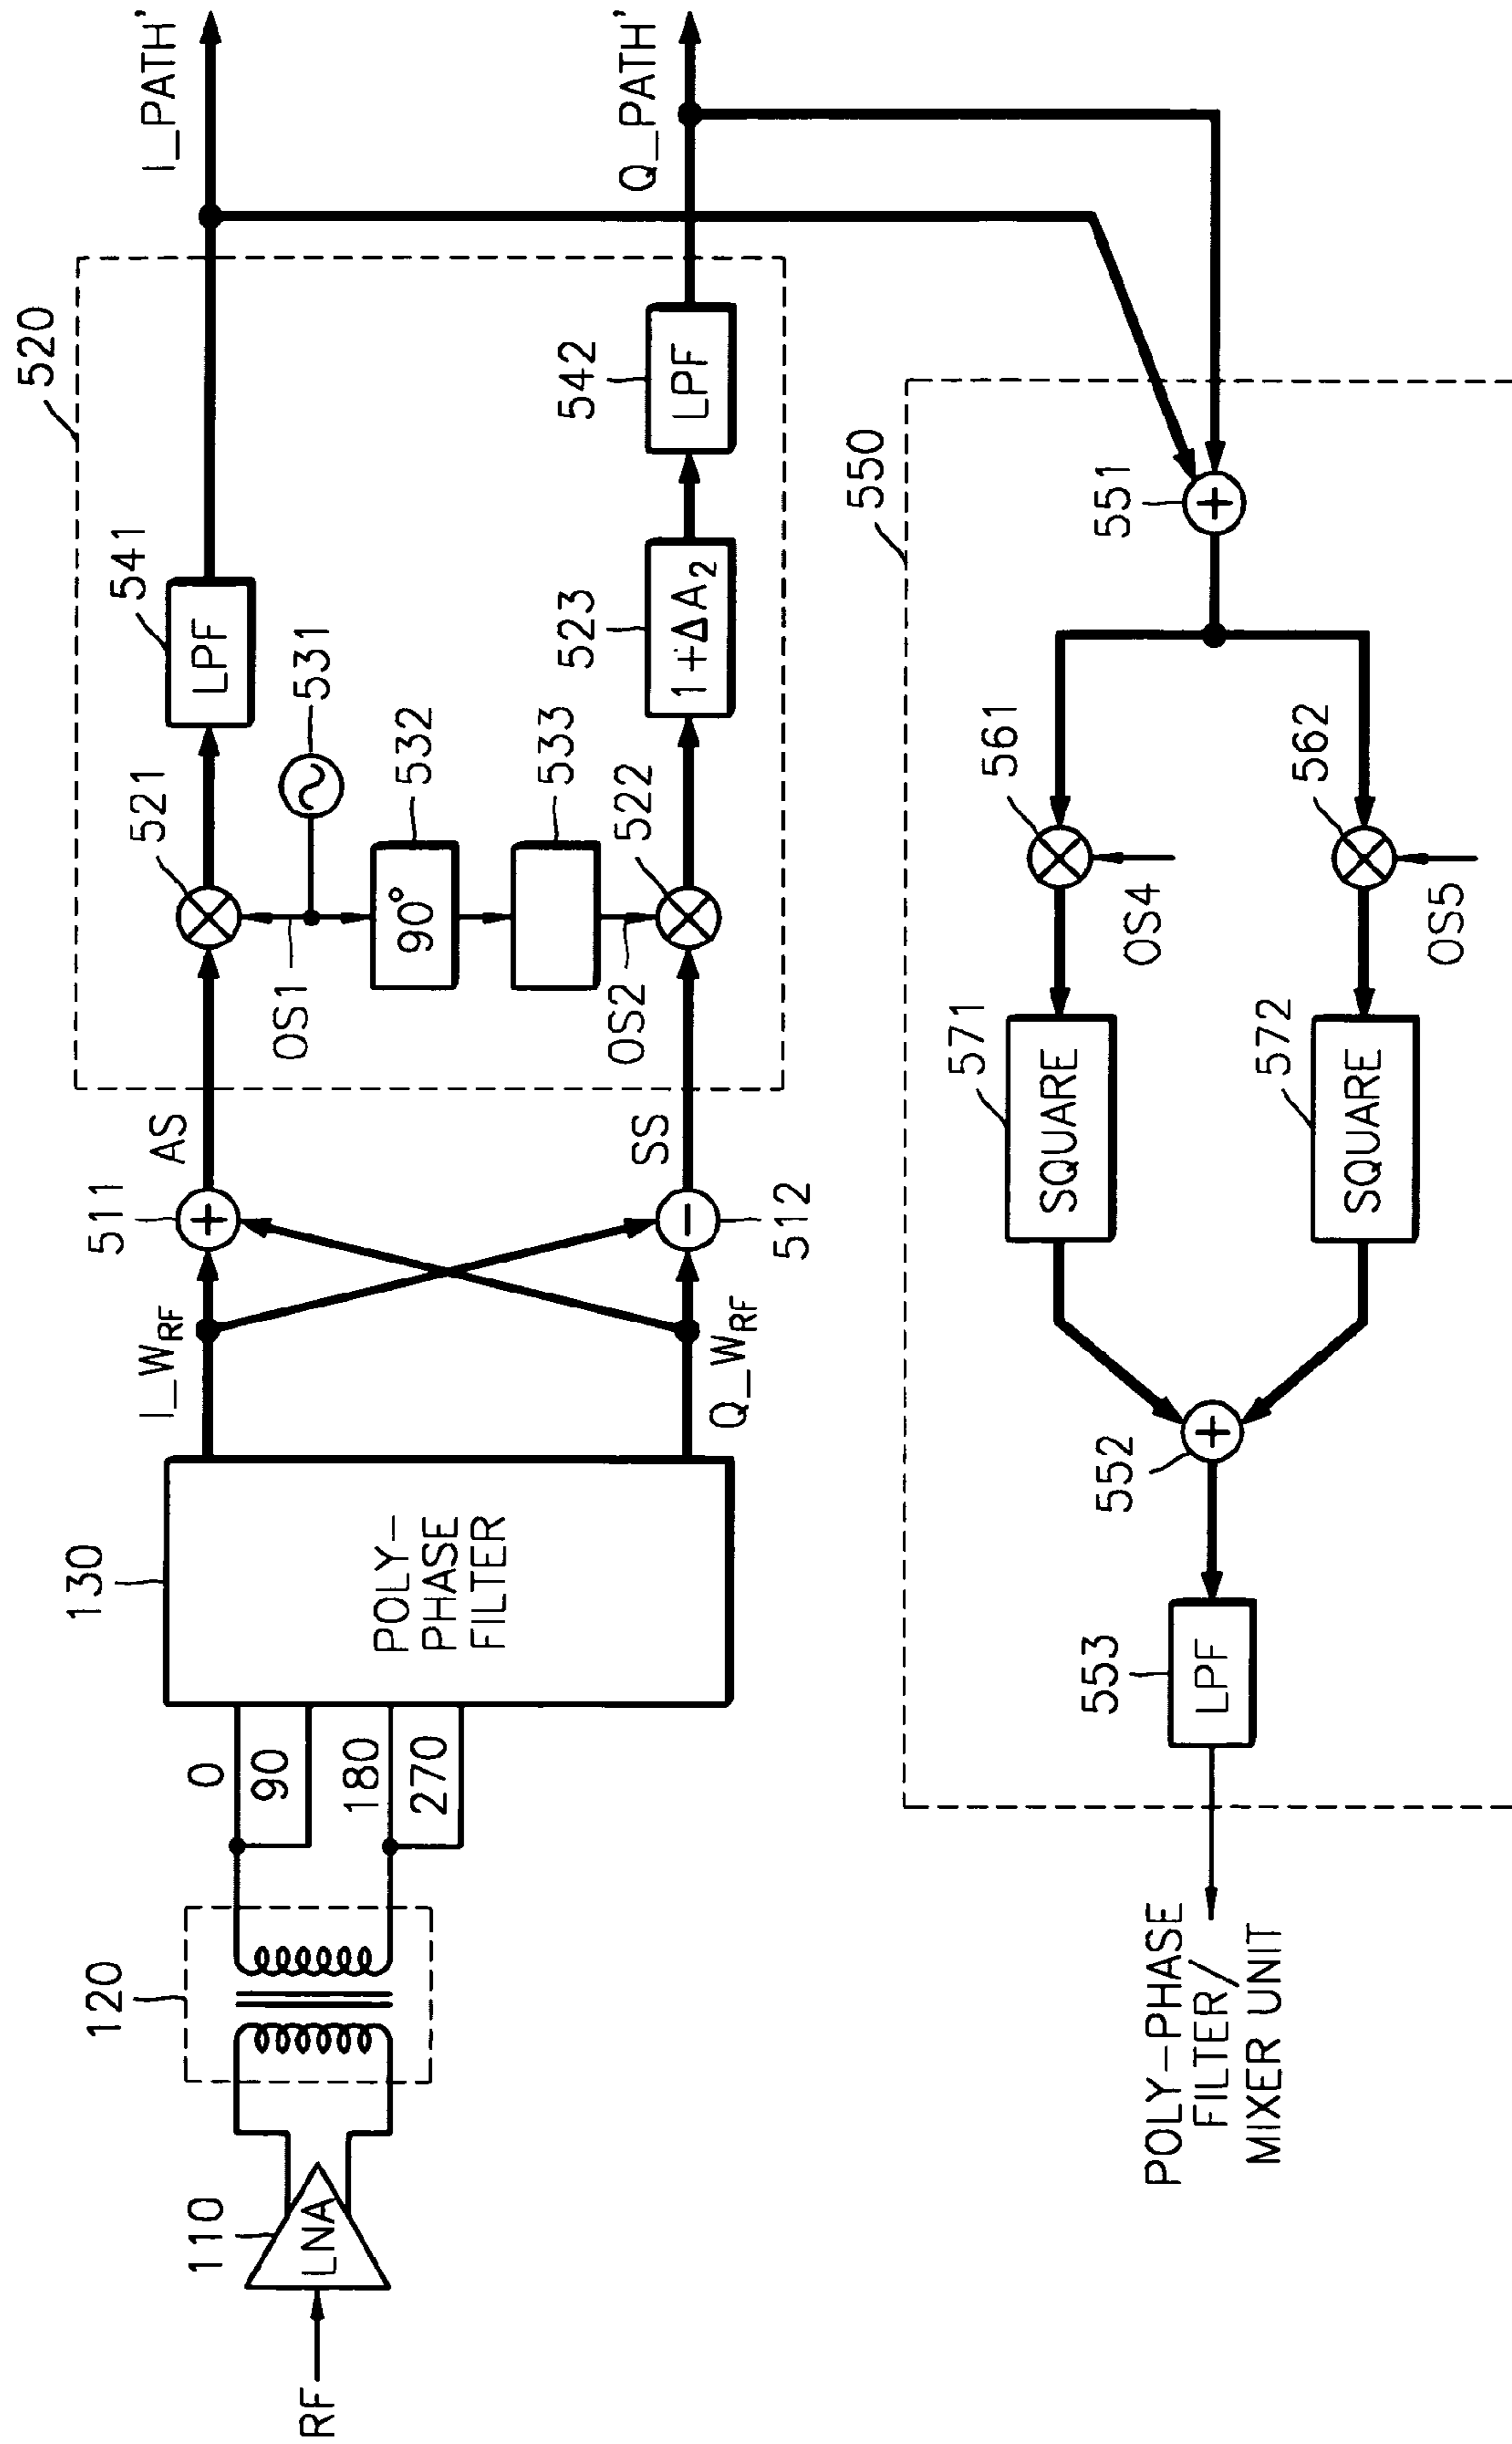 RF
110
LNA
120
0
90
180
270
130
POLY-
PHASE
FILTER
I_WRF
Q_WRF
511
512
AS
SS
520
521
OS1
531
90°
532
533
OS2
522
541
LPF
523
1+ΔA2
542
LPF
I_PATH'
Q_PATH'
550
551
561
OS4
562
OS5
571
SQUARE
572
SQUARE
552
553
LPF
POLY-PHASE
FILTER/
MIXER UNIT